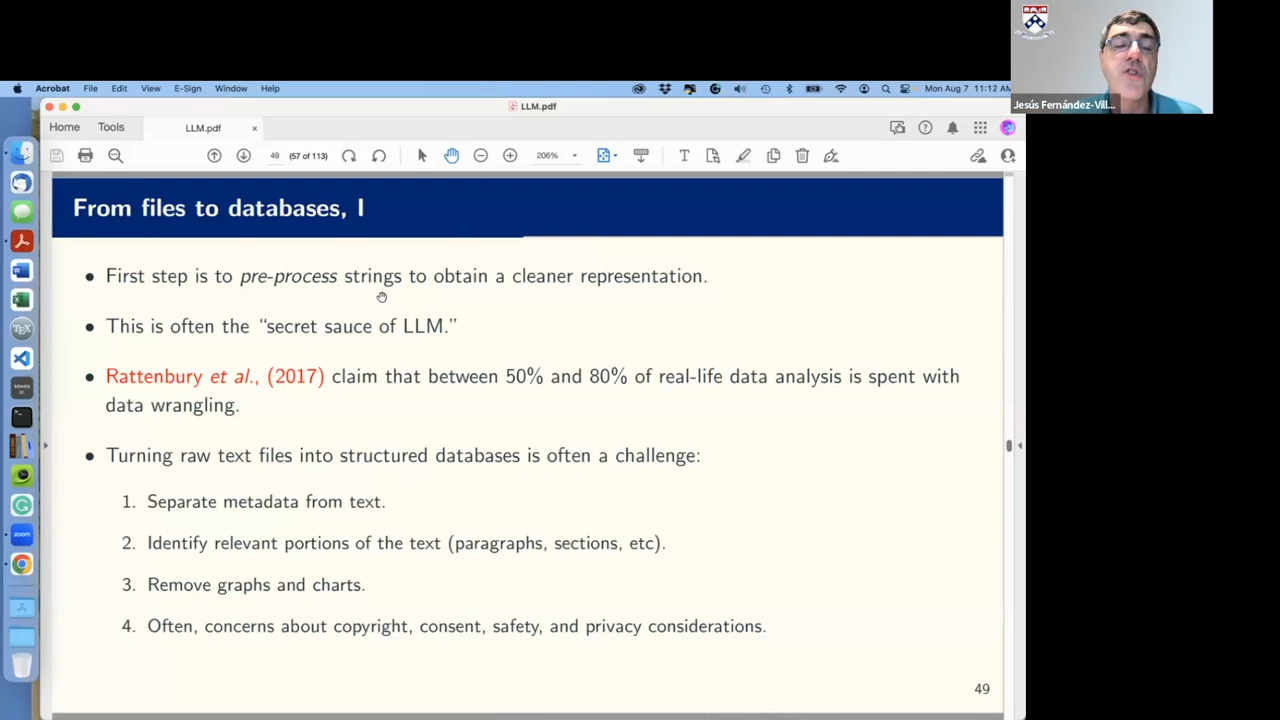 Acrobat File Edit View E-Sign Window Help Mon Aug 7 11:12 AM
Jesús Fernández-Vill...
LLM.pdf
Home Tools LLM.pdf
49 (57 of 113) 206%
From files to databases, I
• First step is to pre-process strings to obtain a cleaner representation.
• This is often the “secret sauce of LLM.”
• Rattenbury et al., (2017) claim that between 50% and 80% of real-life data analysis is spent with
data wrangling.
• Turning raw text files into structured databases is often a challenge:
1. Separate metadata from text.
2. Identify relevant portions of the text (paragraphs, sections, etc).
3. Remove graphs and charts.
4. Often, concerns about copyright, consent, safety, and privacy considerations.
49
zoom